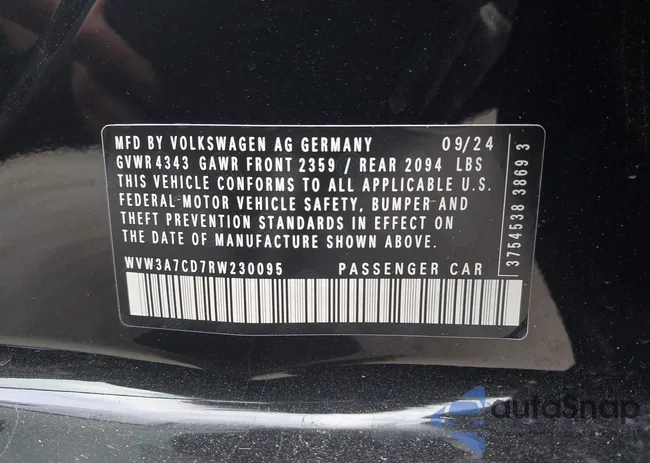 MFD BY VOLKSWAGEN AG GERMANY 09/24
GVWR 4343 GAWR FRONT 2359 / REAR 2094 LBS
THIS VEHICLE CONFORMS TO ALL APPLICABLE U.S.
FEDERAL MOTOR VEHICLE SAFETY, BUMPER AND
THEFT PREVENTION STANDARDS IN EFFECT ON
THE DATE OF MANUFACTURE SHOWN ABOVE.
WVW3A7CD7RW230095 PASSENGER CAR
3754538 3869 3
autoSnap